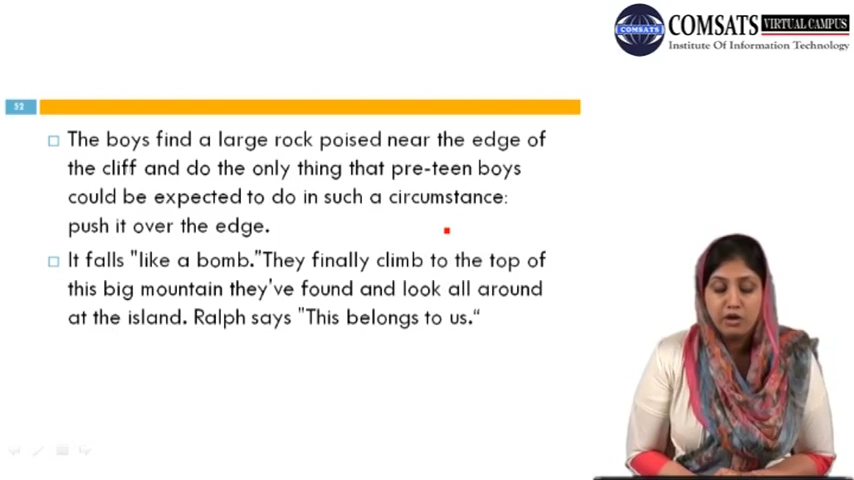 COMSATS VIRTUAL CAMPUS
COMSATS
Institute Of Information Technology
52
The boys find a large rock poised near the edge of
the cliff and do the only thing that pre-teen boys
could be expected to do in such a circumstance:
push it over the edge.
It falls "like a bomb."They finally climb to the top of
this big mountain they've found and look all around
at the island. Ralph says "This belongs to us.“